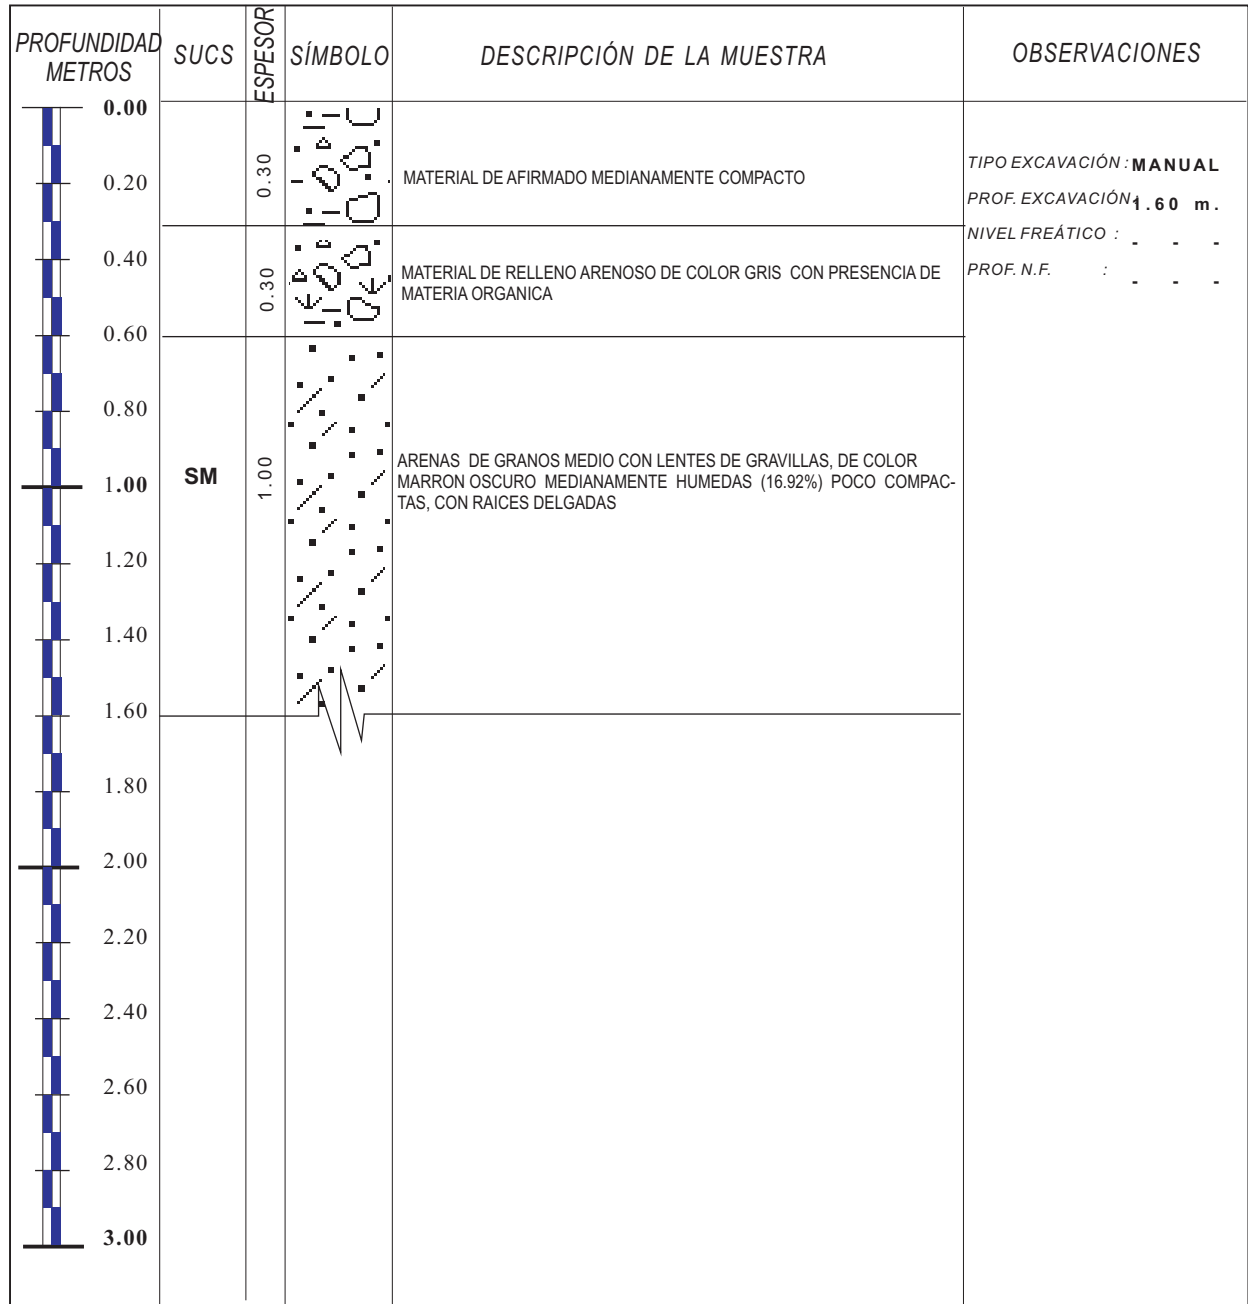 PROFUNDIDAD
METROS
SUCS
ESPESOR
SÍMBOLO
DESCRIPCIÓN DE LA MUESTRA
OBSERVACIONES
0.00
0.20
0.40
0.60
0.80
1.00
1.20
1.40
1.60
1.80
2.00
2.20
2.40
2.60
2.80
3.00
0.30
MATERIAL DE AFIRMADO MEDIANAMENTE COMPACTO
0.30
MATERIAL DE RELLENO ARENOSO DE COLOR GRIS CON PRESENCIA DE
MATERIA ORGANICA
SM
1.00
ARENAS DE GRANOS MEDIO CON LENTES DE GRAVILLAS, DE COLOR
MARRON OSCURO MEDIANAMENTE HUMEDAS (16.92%) POCO COMPAC-
TAS, CON RAICES DELGADAS
TIPO EXCAVACIÓN : MANUAL
PROF. EXCAVACIÓN : 1.60 m.
NIVEL FREÁTICO : - - -
PROF. N.F. : - - -